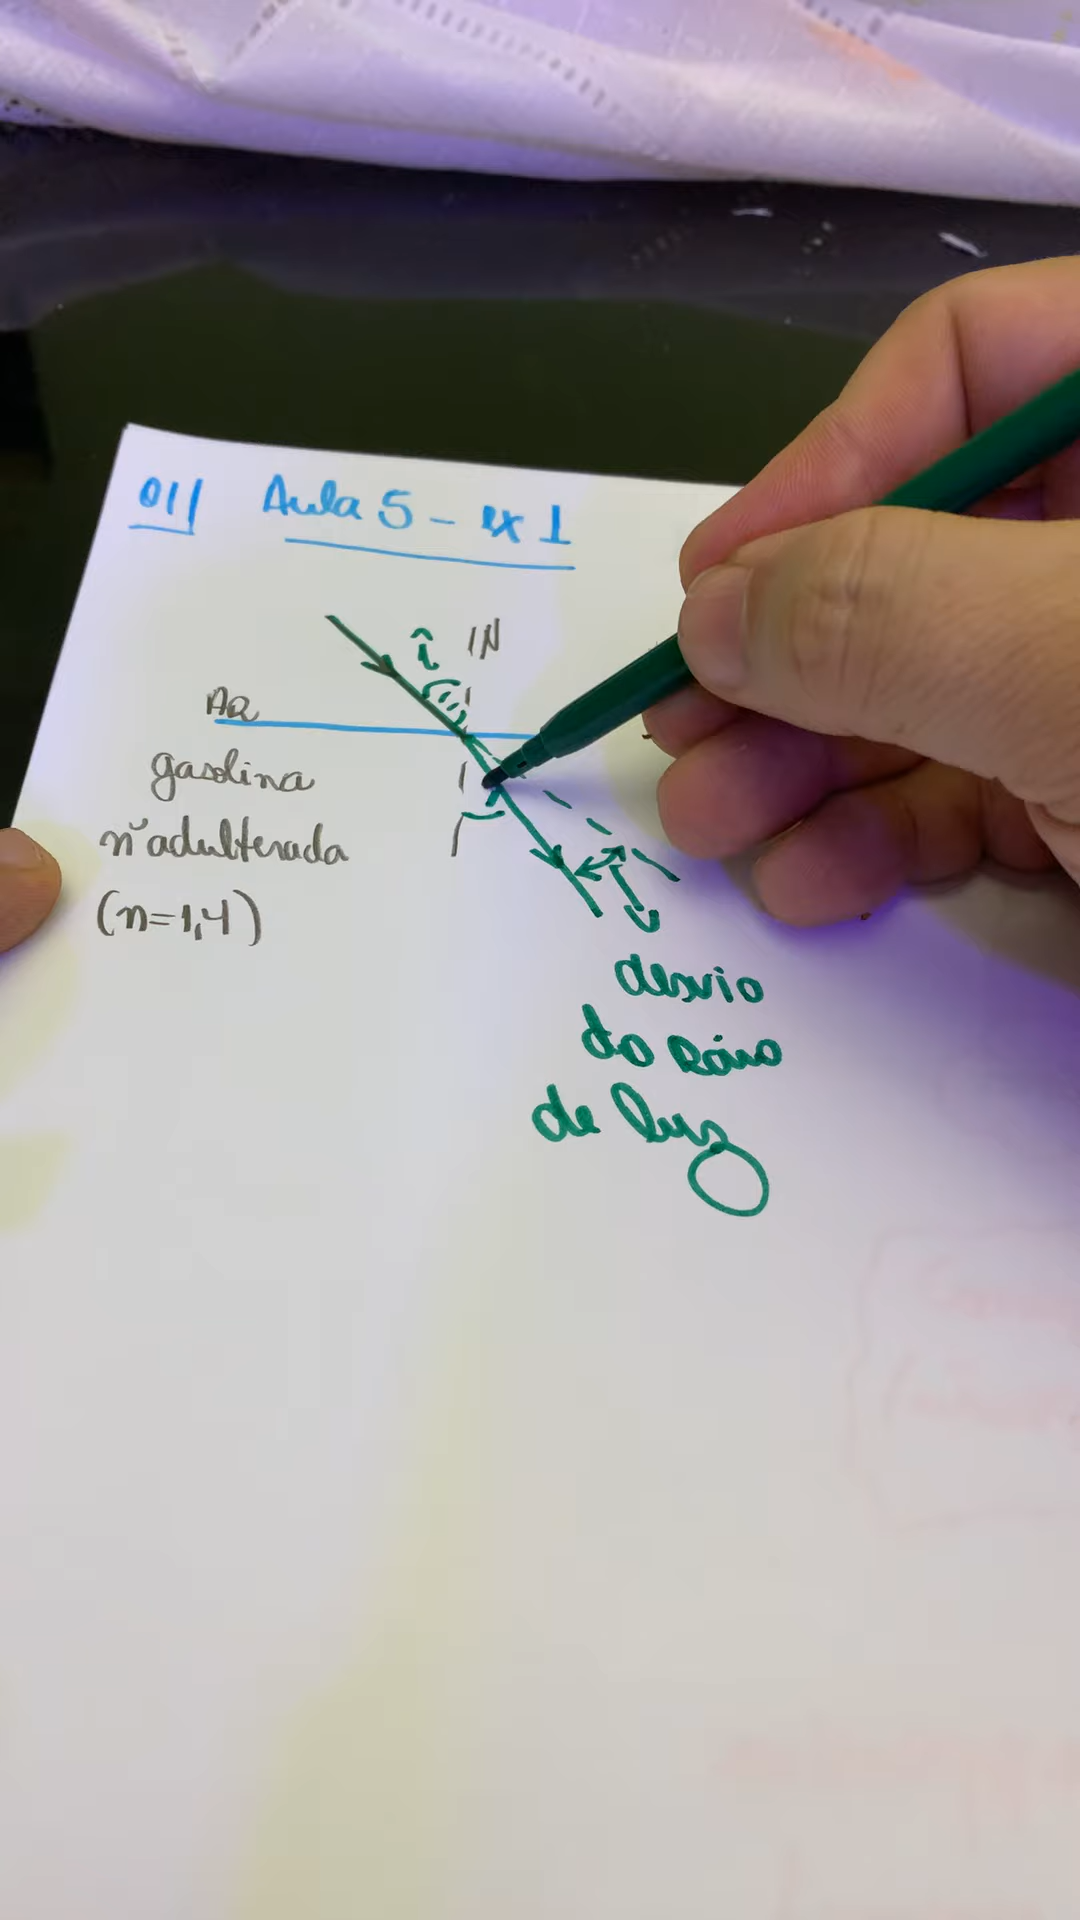 01) Aula 5 - ex 1
î N
AR
gasolina
ñ adulterada
(n=1,4)
desvio
do Raio
de luz